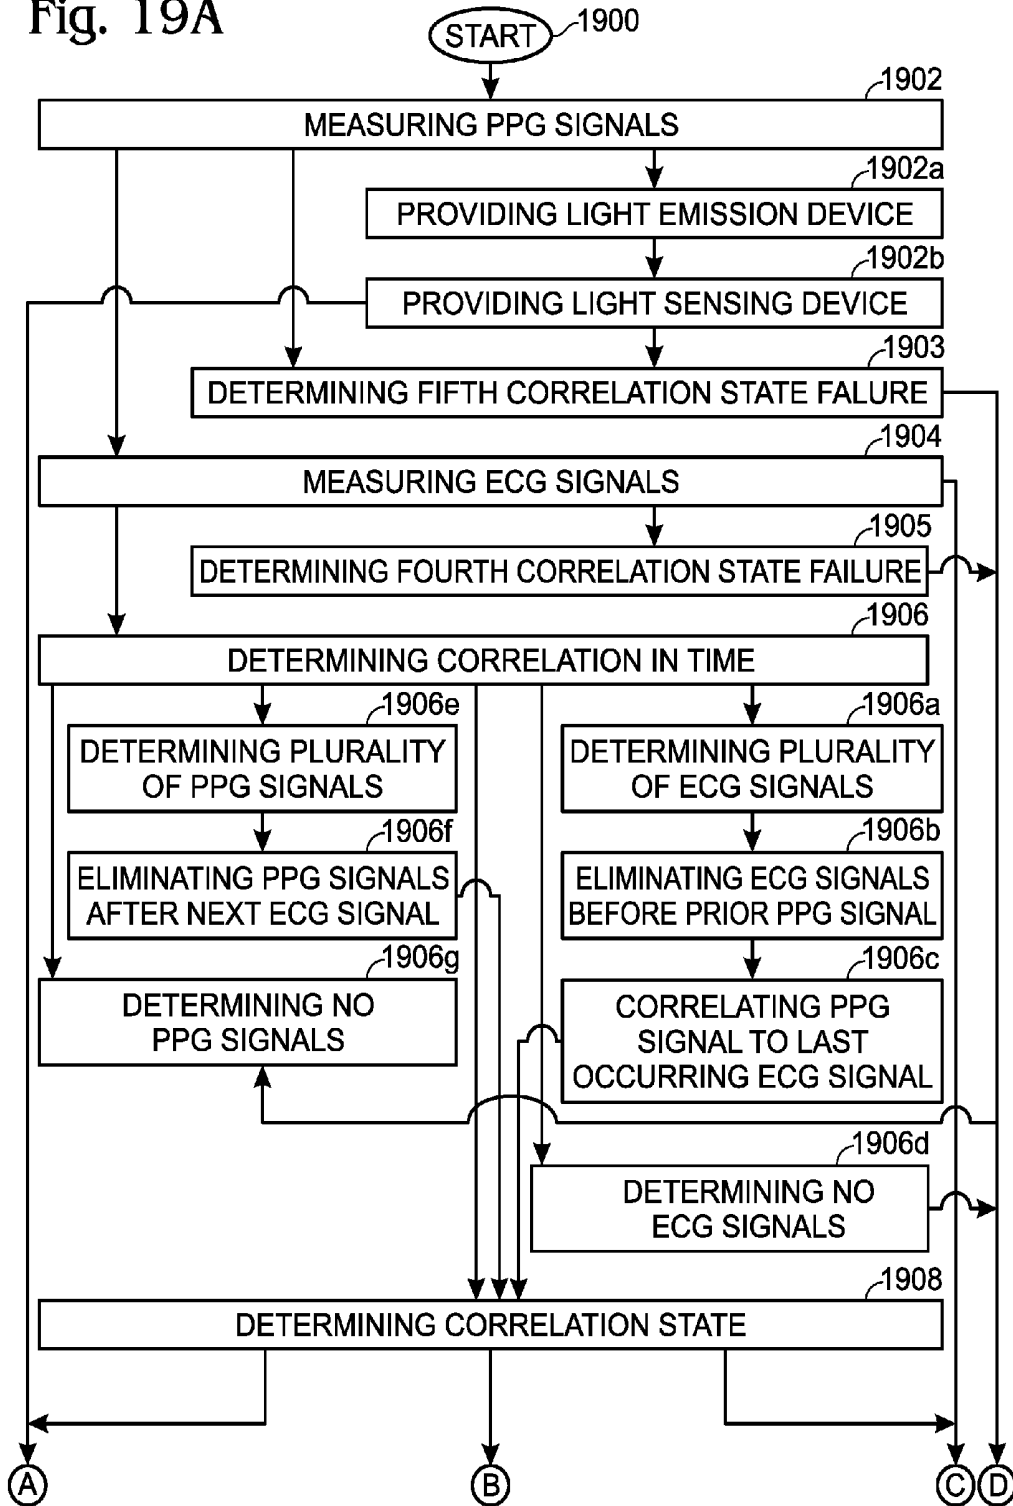 Fig. 19A
START
1900
1902
MEASURING PPG SIGNALS
1902a
PROVIDING LIGHT EMISSION DEVICE
1902b
PROVIDING LIGHT SENSING DEVICE
1903
DETERMINING FIFTH CORRELATION STATE FALURE
1904
MEASURING ECG SIGNALS
1905
DETERMINING FOURTH CORRELATION STATE FAILURE
1906
DETERMINING CORRELATION IN TIME
1906e
DETERMINING PLURALITY
OF PPG SIGNALS
1906a
DETERMINING PLURALITY
OF ECG SIGNALS
1906f
ELIMINATING PPG SIGNALS
AFTER NEXT ECG SIGNAL
1906b
ELIMINATING ECG SIGNALS
BEFORE PRIOR PPG SIGNAL
1906g
DETERMINING NO
PPG SIGNALS
1906c
CORRELATING PPG
SIGNAL TO LAST
OCCURRING ECG SIGNAL
1906d
DETERMINING NO
ECG SIGNALS
1908
DETERMINING CORRELATION STATE
A
B
C
D